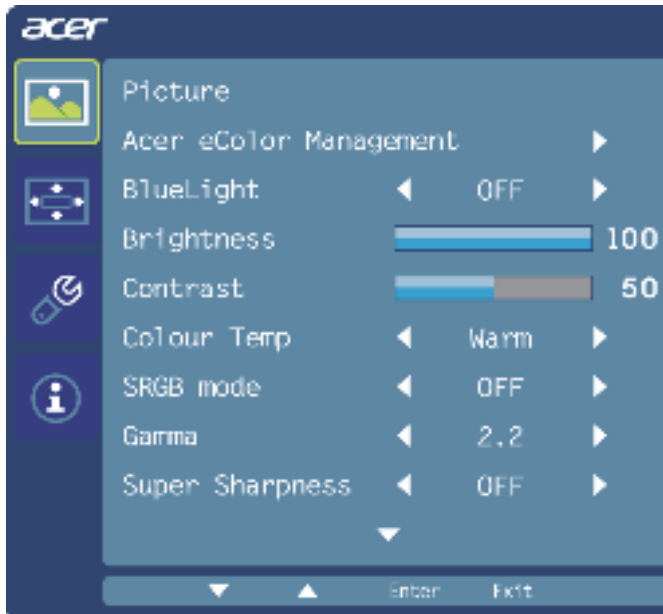 acer
Picture
Acer eColor Management
BlueLight OFF
Brightness 100
Contrast 50
Colour Temp Warm
SRGB mode OFF
Gamma 2.2
Super Sharpness OFF
Enter Exit